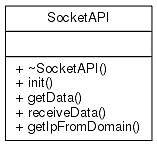 SocketAPI
+ ~SocketAPI()
+ init()
+ getData()
+ receiveData()
+ getIpFromDomain()